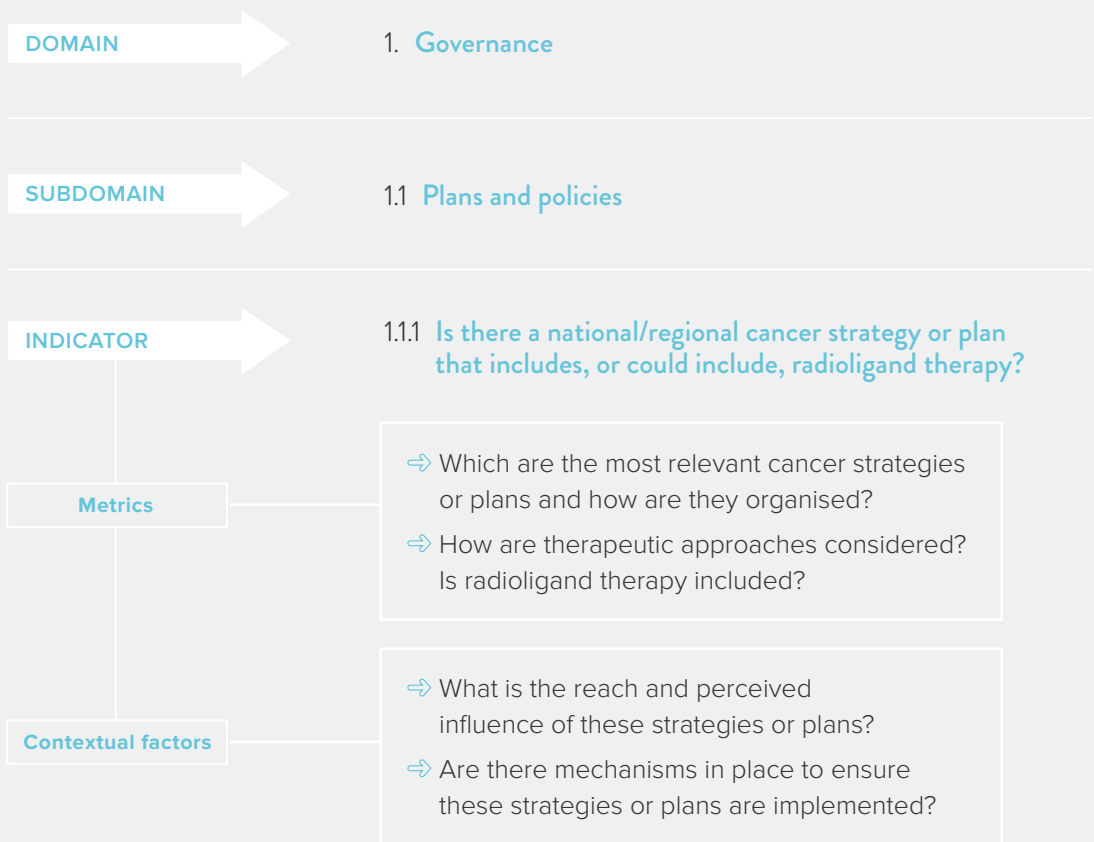 DOMAIN
1. Governance
SUBDOMAIN
1.1 Plans and policies
INDICATOR
1.1.1 Is there a national/regional cancer strategy or plan
that includes, or could include, radioligand therapy?
Metrics
⇨ Which are the most relevant cancer strategies
or plans and how are they organised?
⇨ How are therapeutic approaches considered?
Is radioligand therapy included?
Contextual factors
⇨ What is the reach and perceived
influence of these strategies or plans?
⇨ Are there mechanisms in place to ensure
these strategies or plans are implemented?